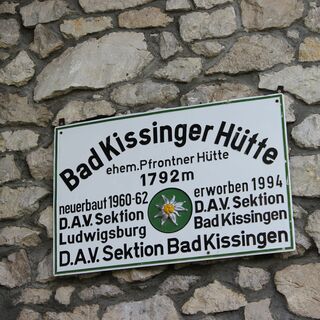 Bad Kissinger Hütte
ehem. Pfrontner Hütte
1792 m
neuerbaut 1960-62
D.A.V. Sektion
Ludwigsburg
erworben 1994
D.A.V. Sektion
Bad Kissingen
D.A.V. Sektion Bad Kissingen